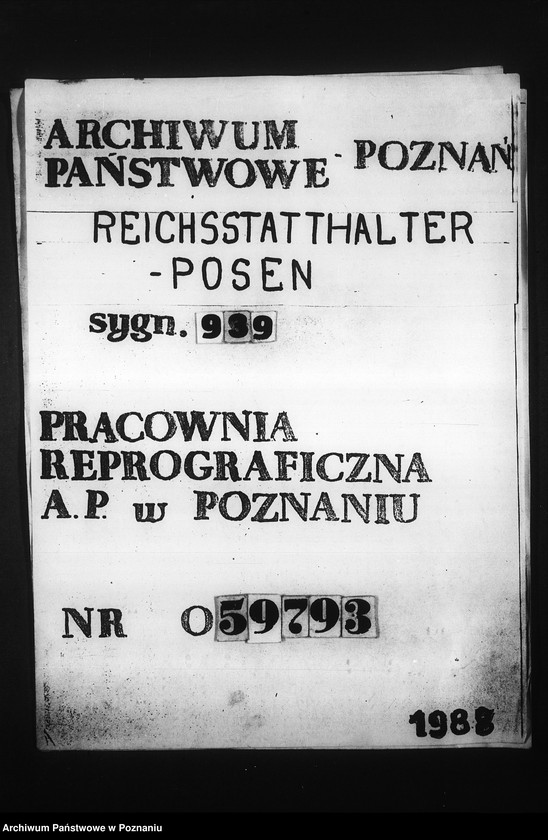 ARCHIWUM
PAŃSTWOWE - POZNAŃ
REICHSSTATTHALTER
-POSEN
sygn. 939
PRACOWNIA
REPROGRAFICZNA
A.P. w POZNANIU
NR O59793
1988
Archiwum Państwowe w Poznaniu